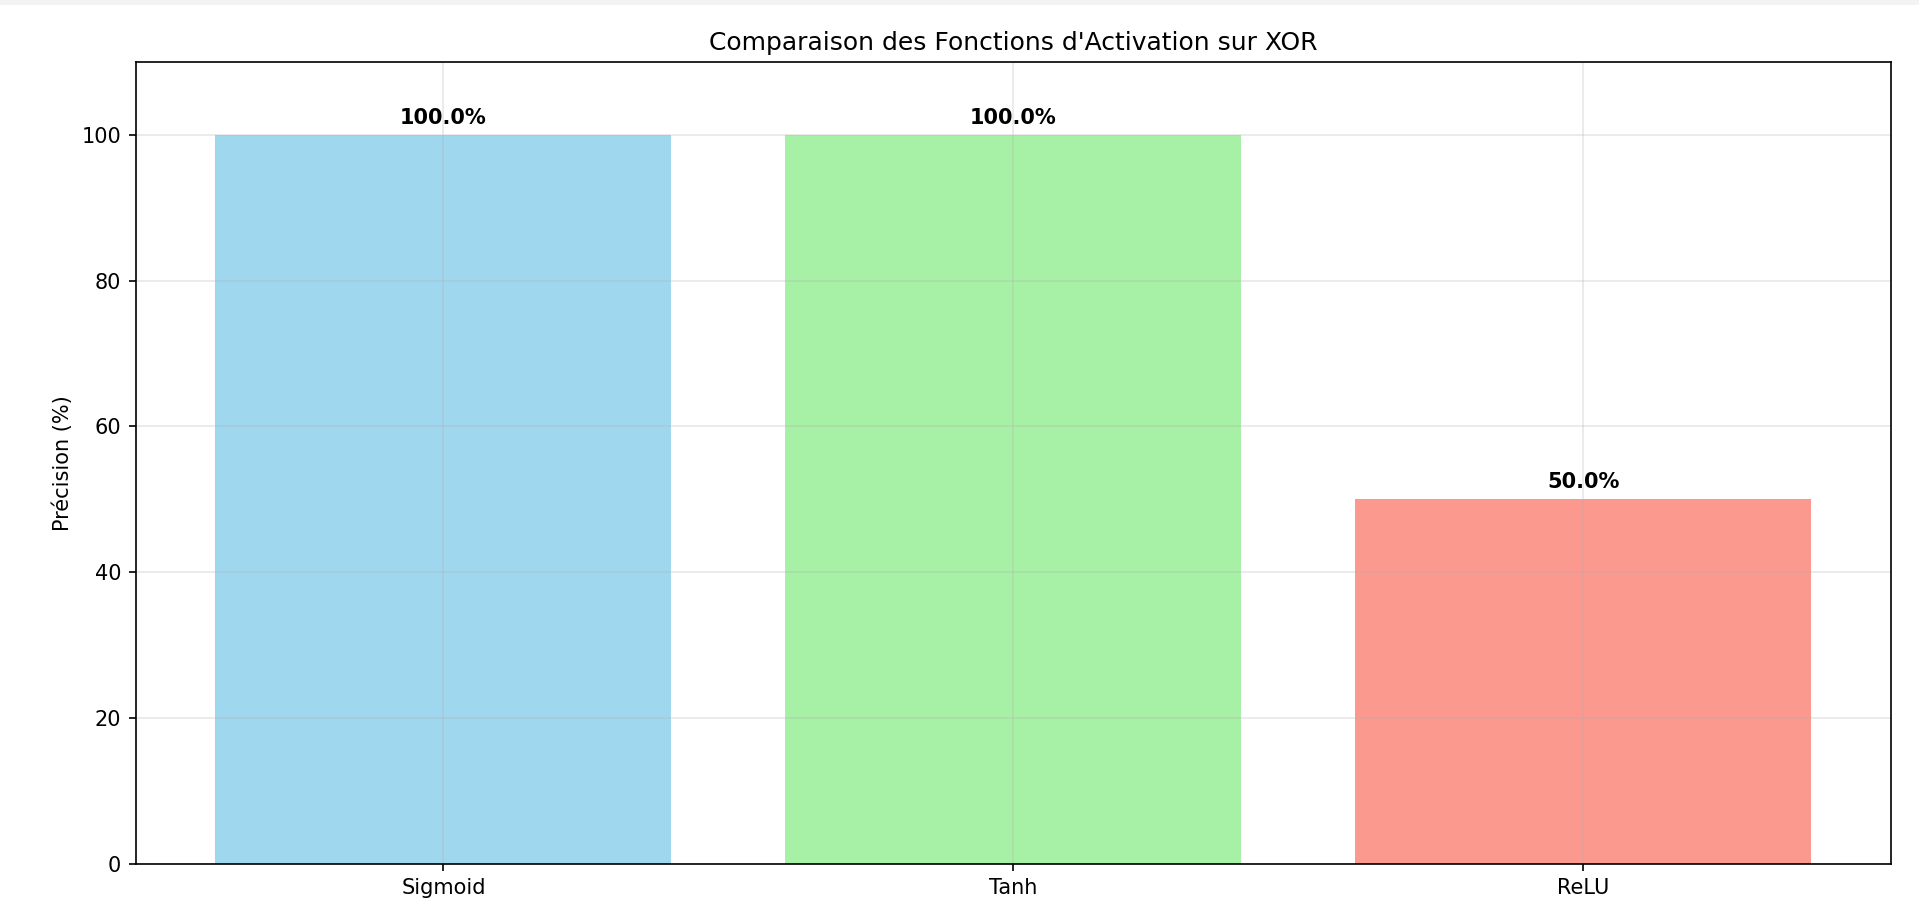 Comparaison des Fonctions d'Activation sur XOR
Précision (%)
100
80
60
40
20
0
100.0%
100.0%
50.0%
Sigmoid
Tanh
ReLU